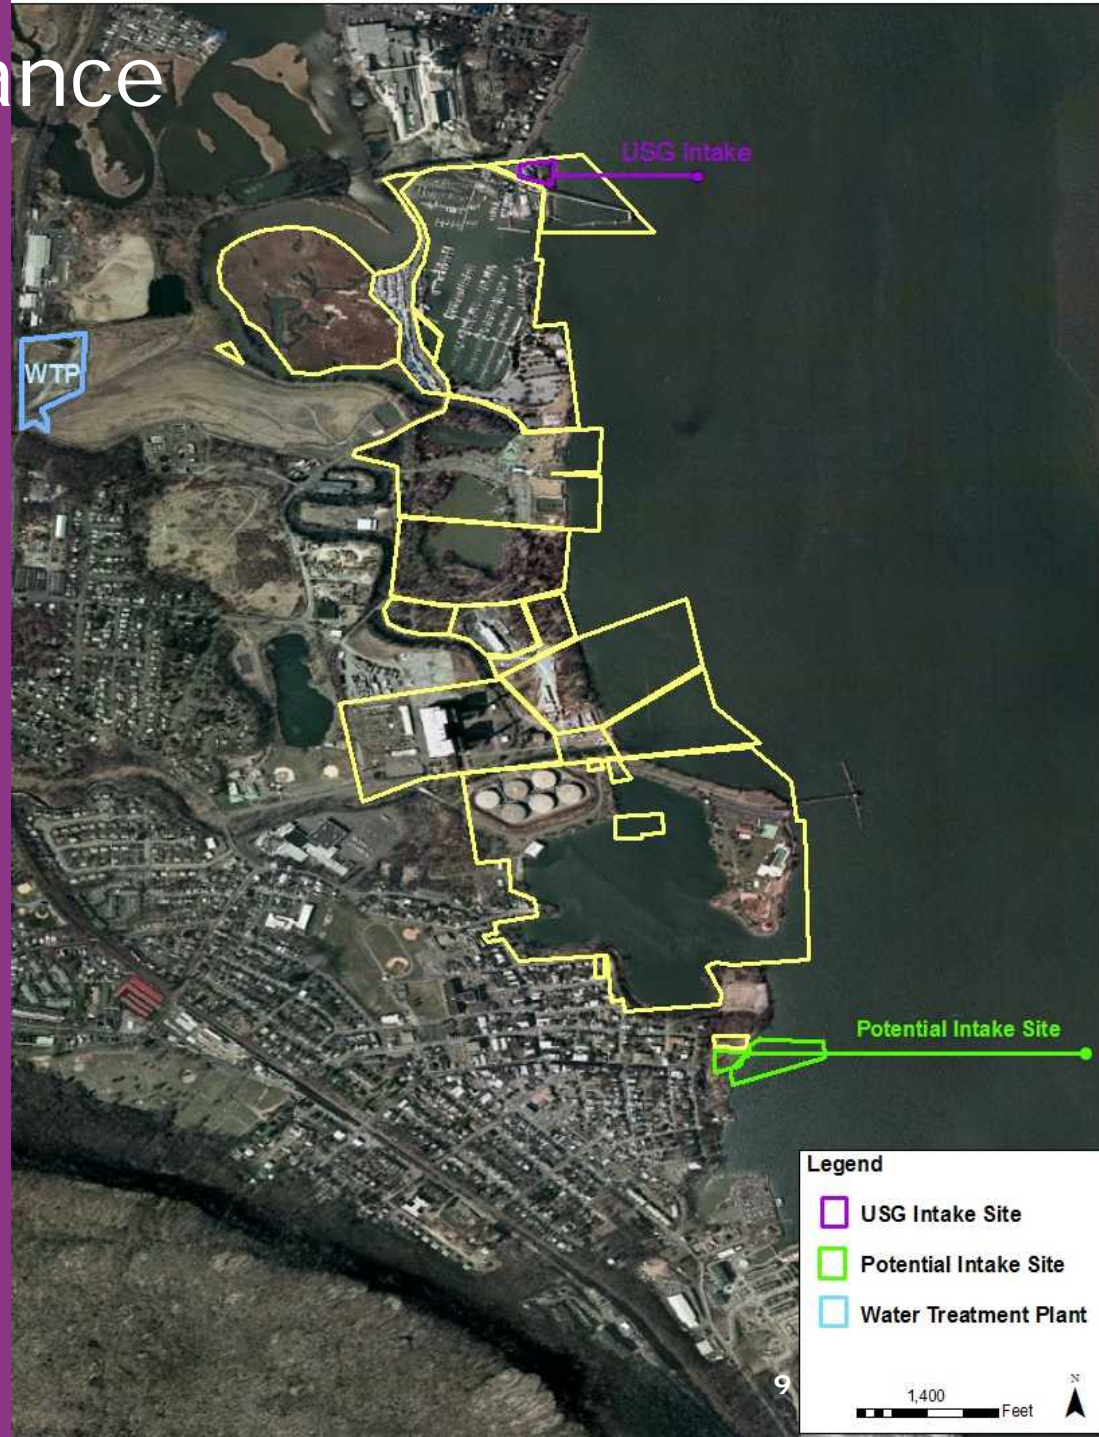 ance
USG Intake
WTP
Potential Intake Site
Legend
USG Intake Site
Potential Intake Site
Water Treatment Plant
9
1,400
Feet
N